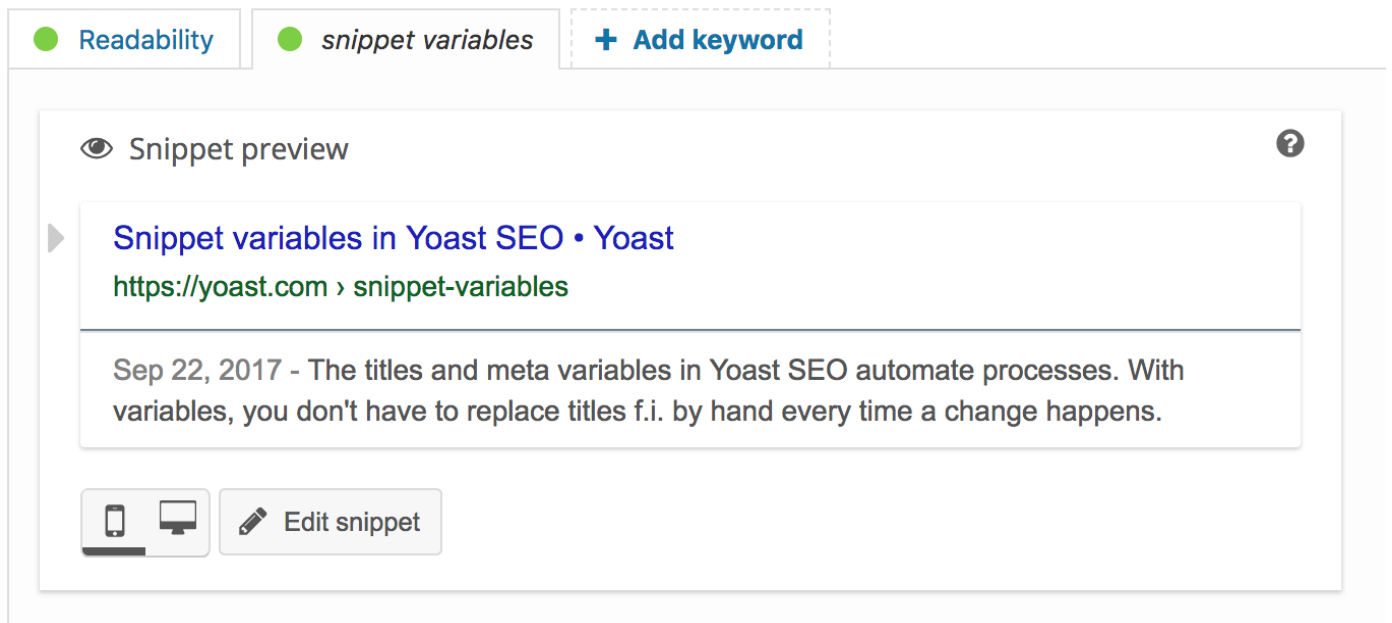 Readability
snippet variables
+ Add keyword
Snippet preview
?
Snippet variables in Yoast SEO • Yoast
https://yoast.com › snippet-variables
Sep 22, 2017 - The titles and meta variables in Yoast SEO automate processes. With
variables, you don't have to replace titles f.i. by hand every time a change happens.
Edit snippet